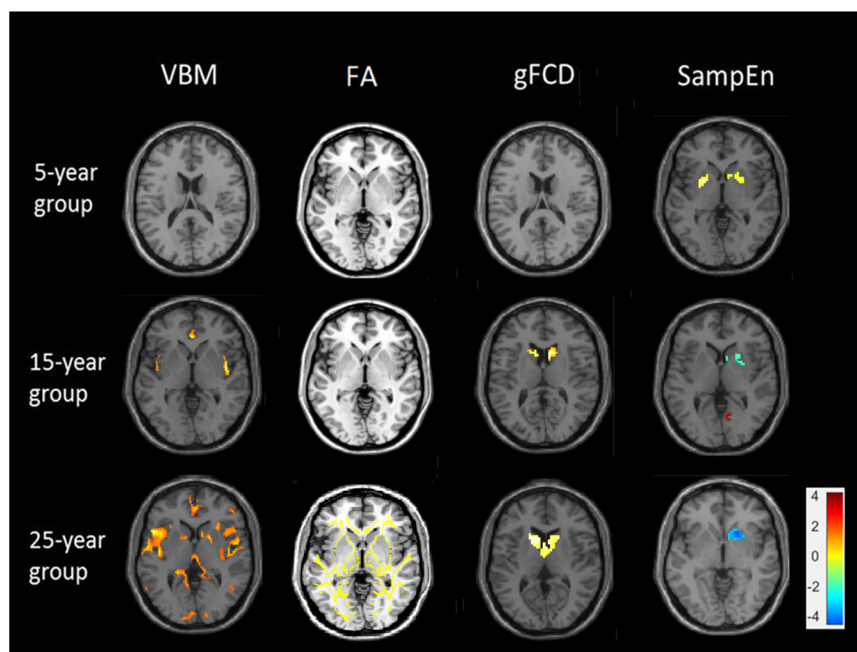 VBM FA gFCD SampEn
5-year
group
15-year
group
25-year
group
4
2
0
-2
-4